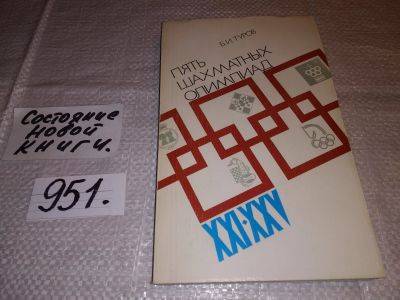 Б.И. ТУРОВ
ПЯТЬ
ШАХМАТНЫХ
ОЛИМПИАД
XXI-XXV
Состояние
новой
книги.
951.